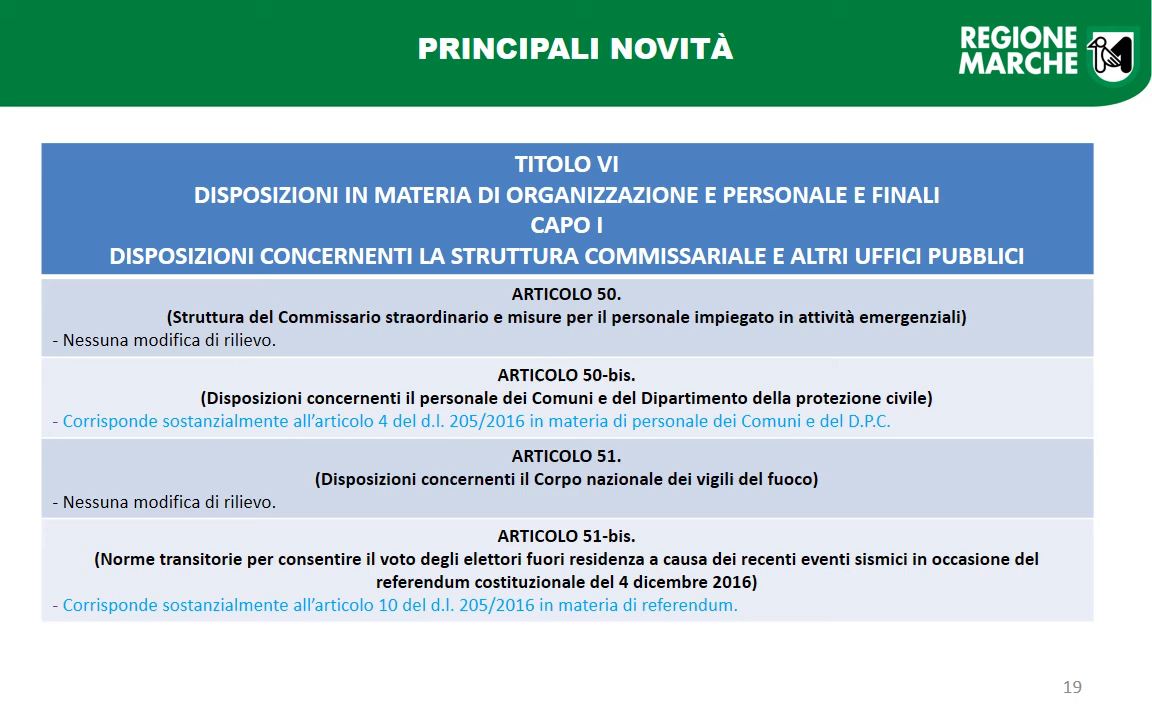 PRINCIPALI NOVITÀ
REGIONE
MARCHE
TITOLO VI
DISPOSIZIONI IN MATERIA DI ORGANIZZAZIONE E PERSONALE E FINALI
CAPO I
DISPOSIZIONI CONCERNENTI LA STRUTTURA COMMISSARIALE E ALTRI UFFICI PUBBLICI
ARTICOLO 50.
(Struttura del Commissario straordinario e misure per il personale impiegato in attività emergenziali)
- Nessuna modifica di rilievo.
ARTICOLO 50-bis.
(Disposizioni concernenti il personale dei Comuni e del Dipartimento della protezione civile)
- Corrisponde sostanzialmente all’articolo 4 del d.l. 205/2016 in materia di personale dei Comuni e del D.P.C.
ARTICOLO 51.
(Disposizioni concernenti il Corpo nazionale dei vigili del fuoco)
- Nessuna modifica di rilievo.
ARTICOLO 51-bis.
(Norme transitorie per consentire il voto degli elettori fuori residenza a causa dei recenti eventi sismici in occasione del
referendum costituzionale del 4 dicembre 2016)
- Corrisponde sostanzialmente all’articolo 10 del d.l. 205/2016 in materia di referendum.
19